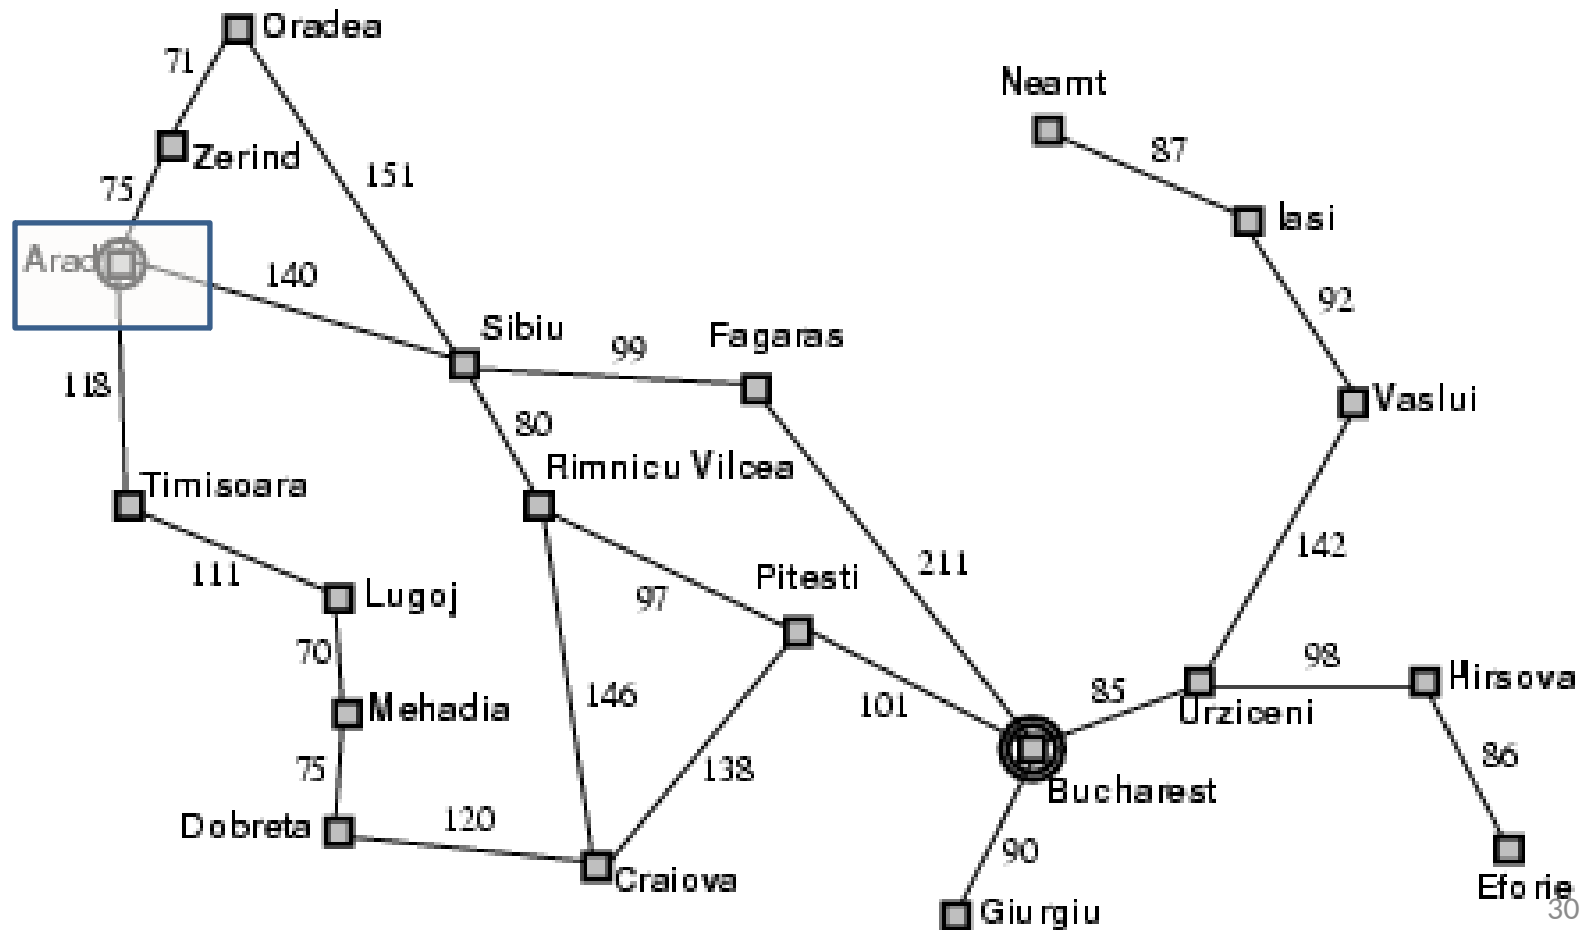 Oradea
71
Neamt
Zerind
87
151
75
Iasi
Arad
140
92
Sibiu
Fagaras
99
118
Vaslui
80
Rimnicu Vilcea
Timisoara
142
211
111
Pitesti
Lugoj
97
70
98
Hirsova
85
146
101
Mehadia
Urziceni
75
138
86
Bucharest
Dobreta
120
90
Craiova
Eforie
Giurgiu
30